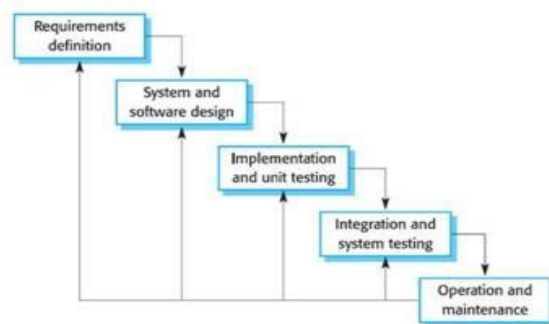 Requirements
definition
System and
software design
Implementation
and unit testing
Integration and
system testing
Operation and
maintenance